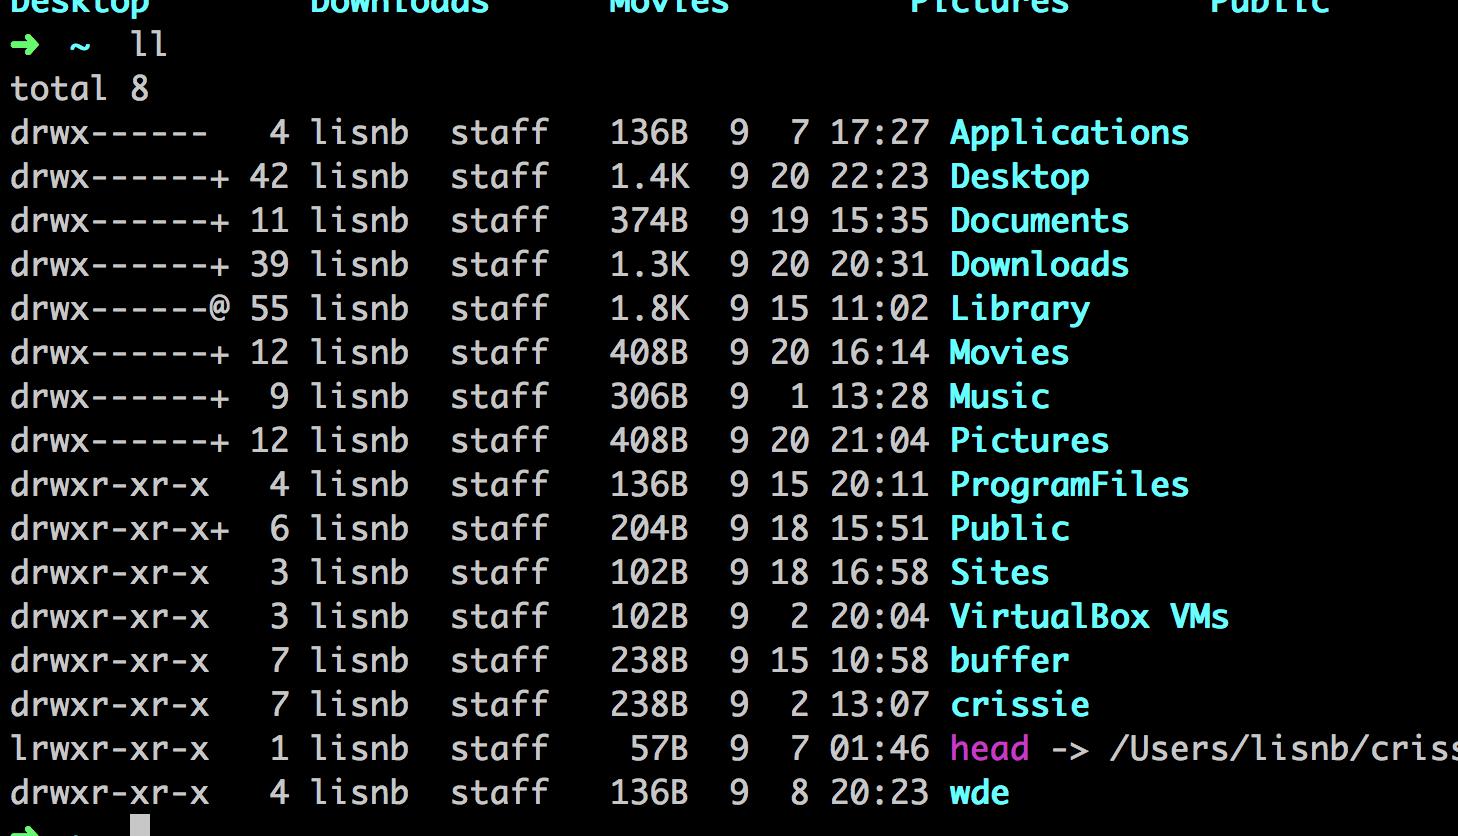 Desktop Downloads Movies Pictures Public
➜ ~ ll
total 8
drwx------ 4 lisnb staff 136B 9 7 17:27 Applications
drwx------+ 42 lisnb staff 1.4K 9 20 22:23 Desktop
drwx------+ 11 lisnb staff 374B 9 19 15:35 Documents
drwx------+ 39 lisnb staff 1.3K 9 20 20:31 Downloads
drwx------@ 55 lisnb staff 1.8K 9 15 11:02 Library
drwx------+ 12 lisnb staff 408B 9 20 16:14 Movies
drwx------+ 9 lisnb staff 306B 9 1 13:28 Music
drwx------+ 12 lisnb staff 408B 9 20 21:04 Pictures
drwxr-xr-x 4 lisnb staff 136B 9 15 20:11 ProgramFiles
drwxr-xr-x+ 6 lisnb staff 204B 9 18 15:51 Public
drwxr-xr-x 3 lisnb staff 102B 9 18 16:58 Sites
drwxr-xr-x 3 lisnb staff 102B 9 2 20:04 VirtualBox VMs
drwxr-xr-x 7 lisnb staff 238B 9 15 10:58 buffer
drwxr-xr-x 7 lisnb staff 238B 9 2 13:07 crissie
lrwxr-xr-x 1 lisnb staff 57B 9 7 01:46 head -> /Users/lisnb/criss
drwxr-xr-x 4 lisnb staff 136B 9 8 20:23 wde
➜ ~